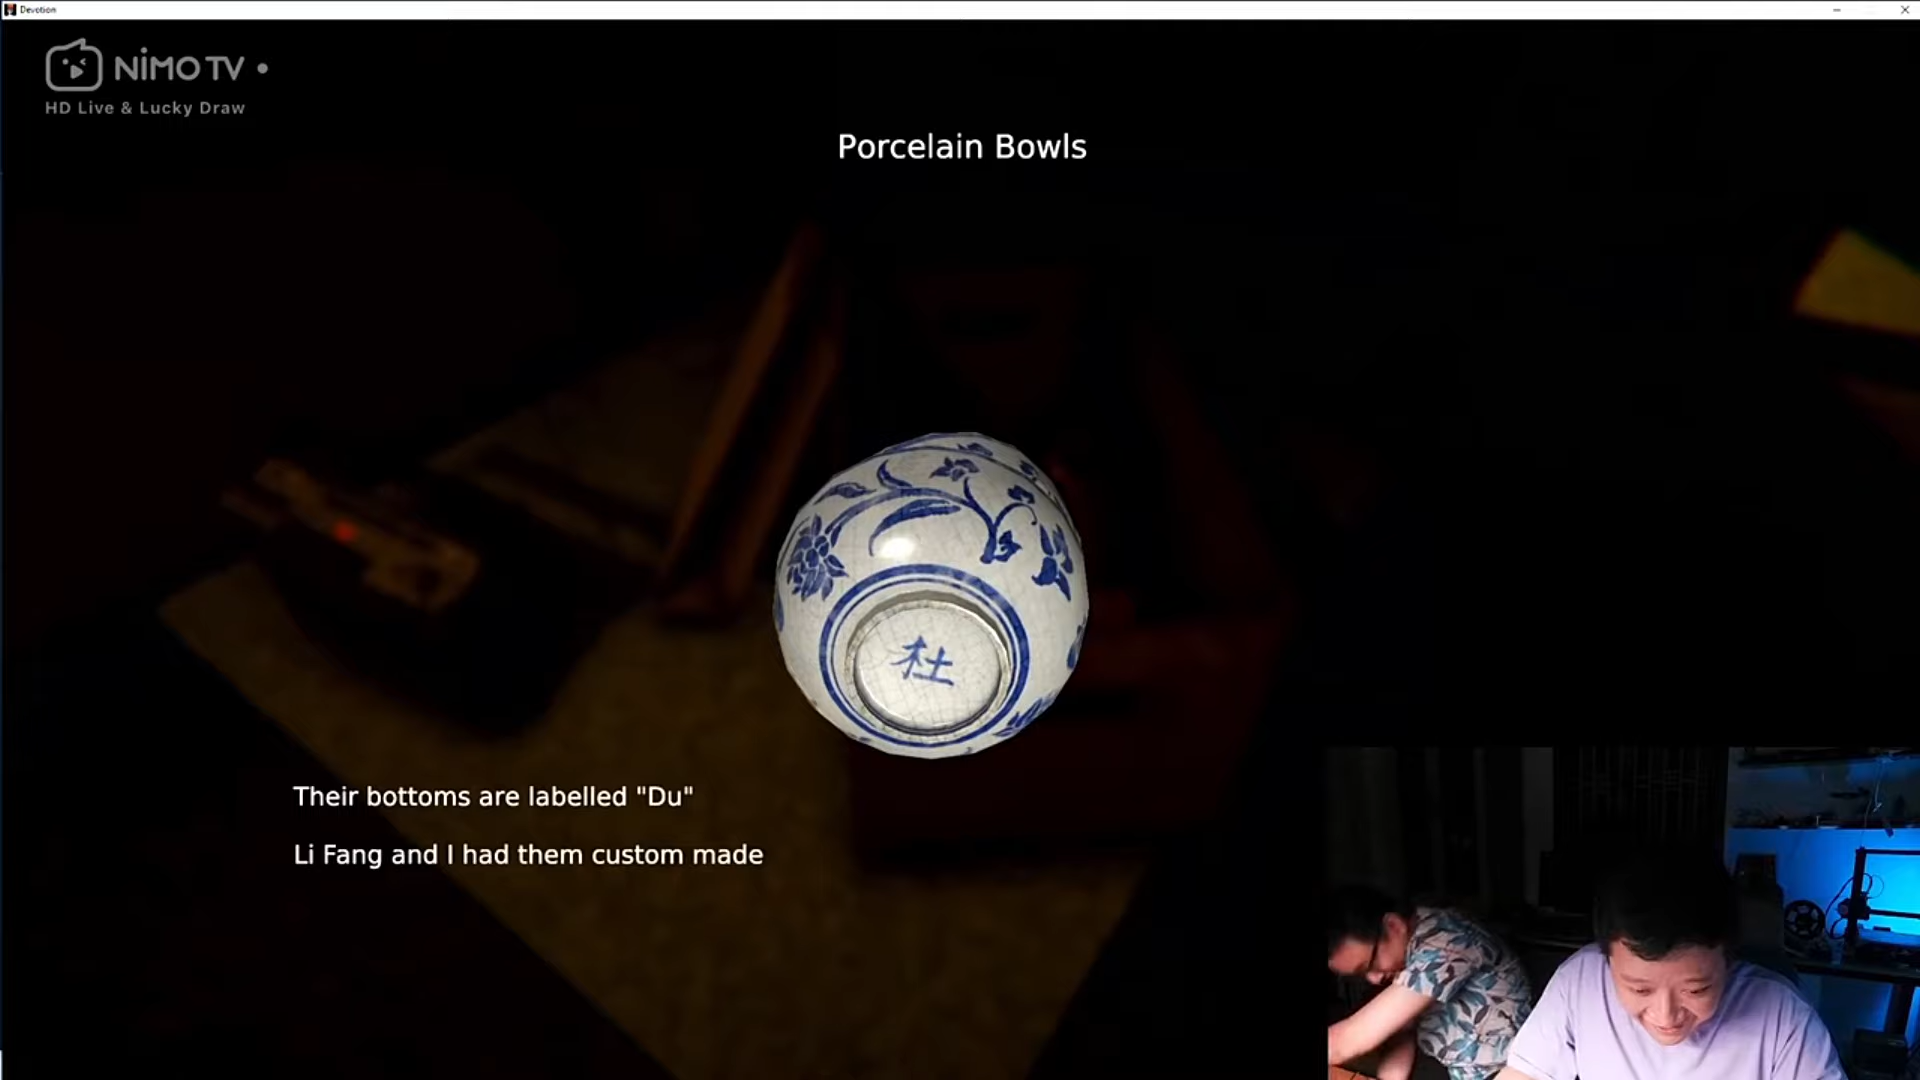 Devotion
NIMO TV
HD Live & Lucky Draw
Porcelain Bowls
杜
Their bottoms are labelled "Du"
Li Fang and I had them custom made